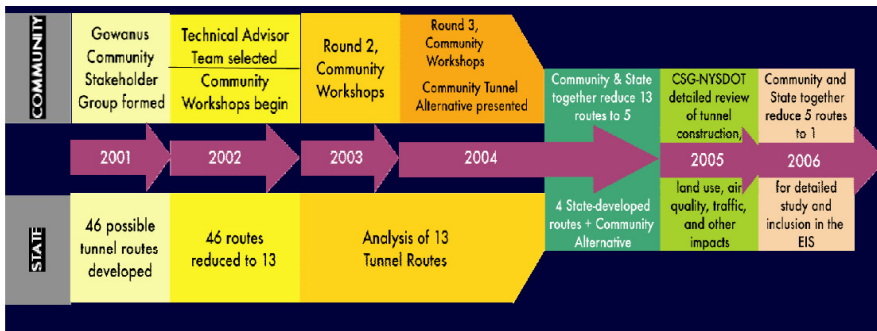 COMMUNITY
Gowanus
Community
Stakeholder
Group formed
Technical Advisor
Team selected
Community
Workshops begin
Round 2,
Community
Workshops
Round 3,
Community
Workshops
Community Tunnel
Alternative presented
Community & State
together reduce 13
routes to 5
CSG-NYSDOT
detailed review
of tunnel
construction,
Community and
State together
reduce 5 routes
to 1
2001
2002
2003
2004
2005
2006
STATE
46 possible
tunnel routes
developed
46 routes
reduced to 13
Analysis of 13
Tunnel Routes
4 State-developed
routes + Community
Alternative
land use, air
quality, traffic,
and other
impacts
for detailed
study and
inclusion in the
EIS